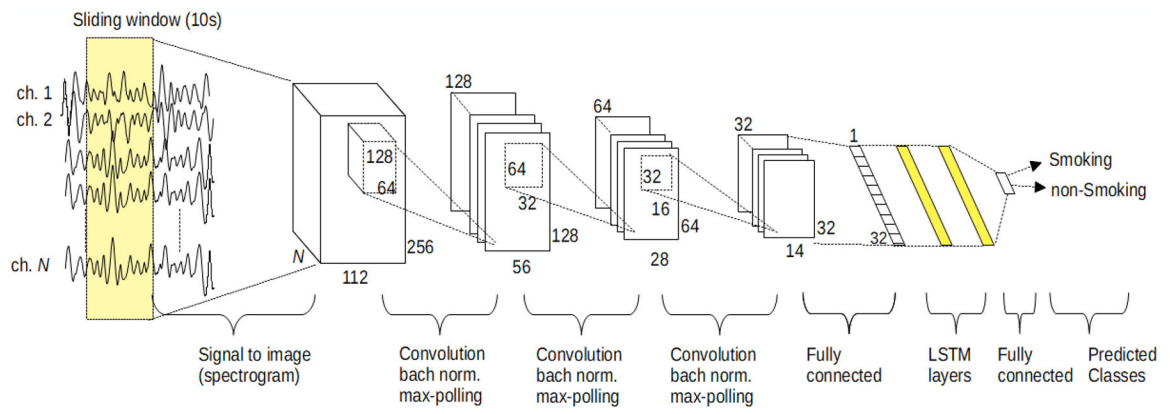 Sliding window (10s)
ch. 1
ch. 2
ch. N
N
112
256
128
64
128
64
32
128
56
64
32
16
64
28
32
32
14
1
32
Smoking
non-Smoking
Signal to image
(spectrogram)
Convolution
bach norm.
max-polling
Convolution
bach norm.
max-polling
Convolution
bach norm.
max-polling
Fully
connected
LSTM
layers
Fully
connected
Predicted
Classes